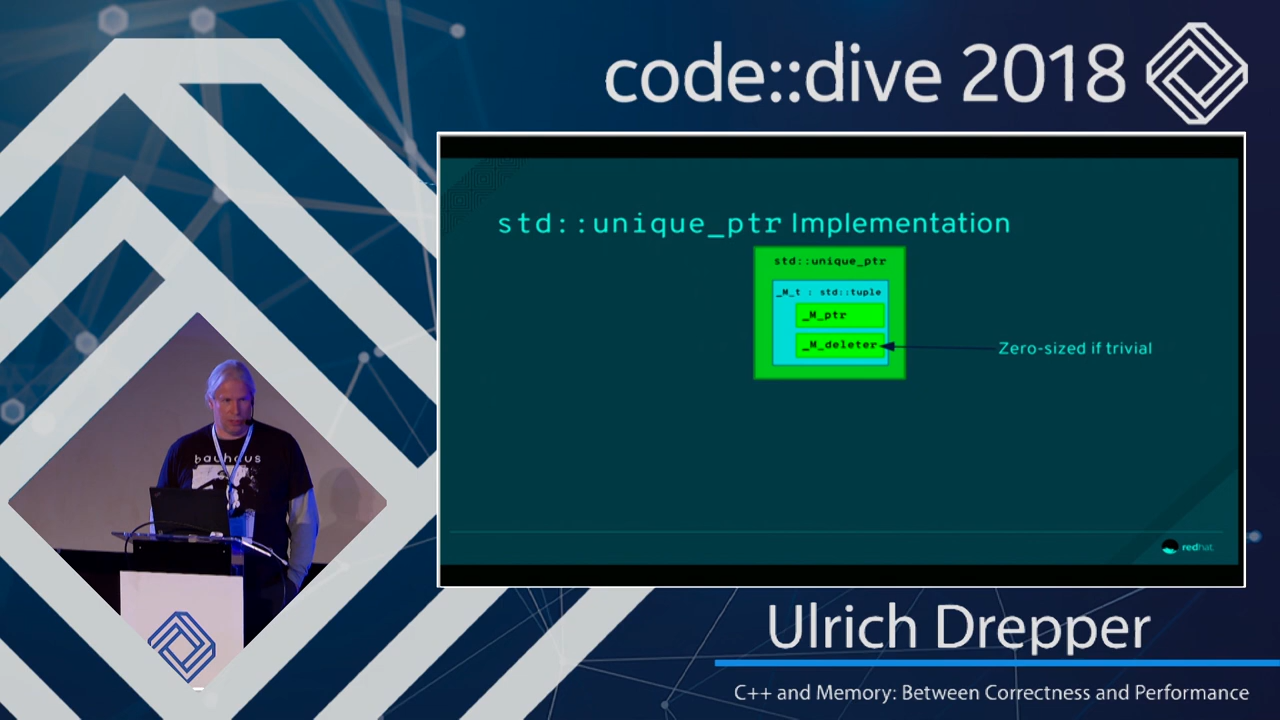 code::dive 2018
std::unique_ptr Implementation
std::unique_ptr
_M_t : std::tuple
_M_ptr
_M_deleter
Zero-sized if trivial
redhat
bauhaus
Ulrich Drepper
C++ and Memory: Between Correctness and Performance